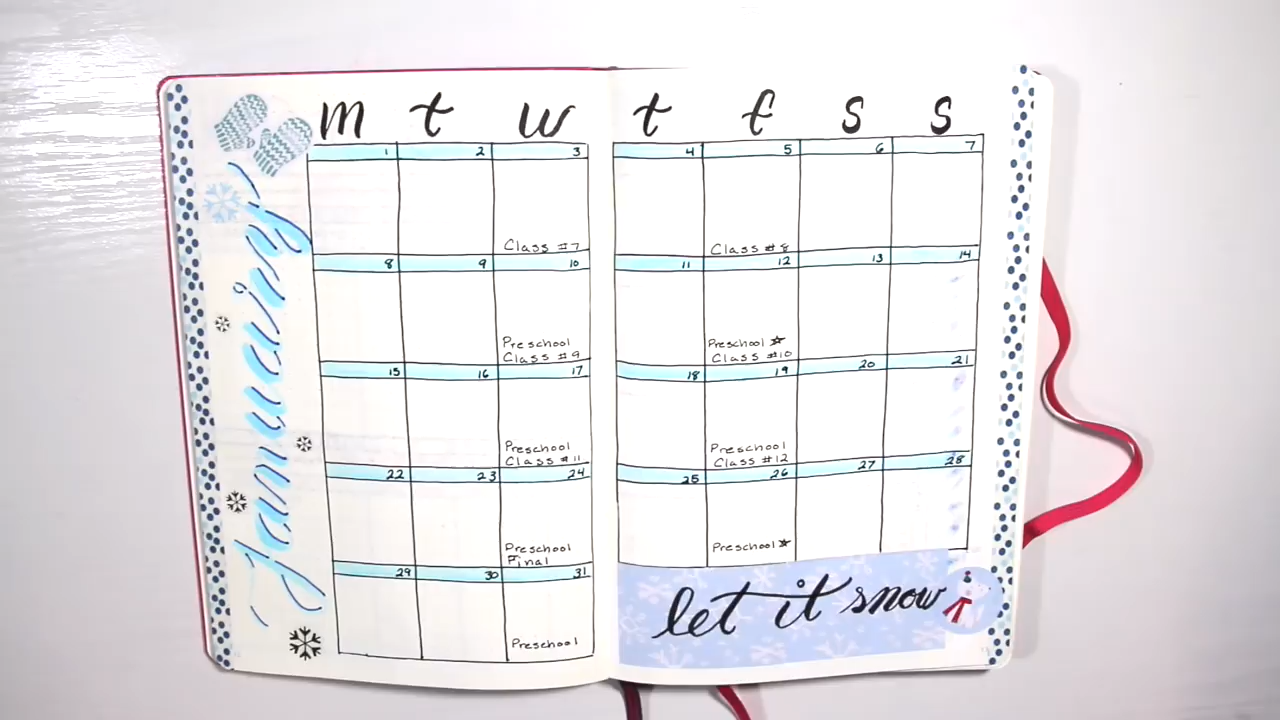 January
m t w t f s s
1 2 3 4 5 6 7
Class #7 Class #8
8 9 10 11 12 13 14
Preschool Preschool ☆
Class #9 Class #10
15 16 17 18 19 20 21
Preschool Preschool
Class #11 Class #12
22 23 24 25 26 27 28
Preschool Preschool ☆
Final
29 30 31
Preschool
let it snow